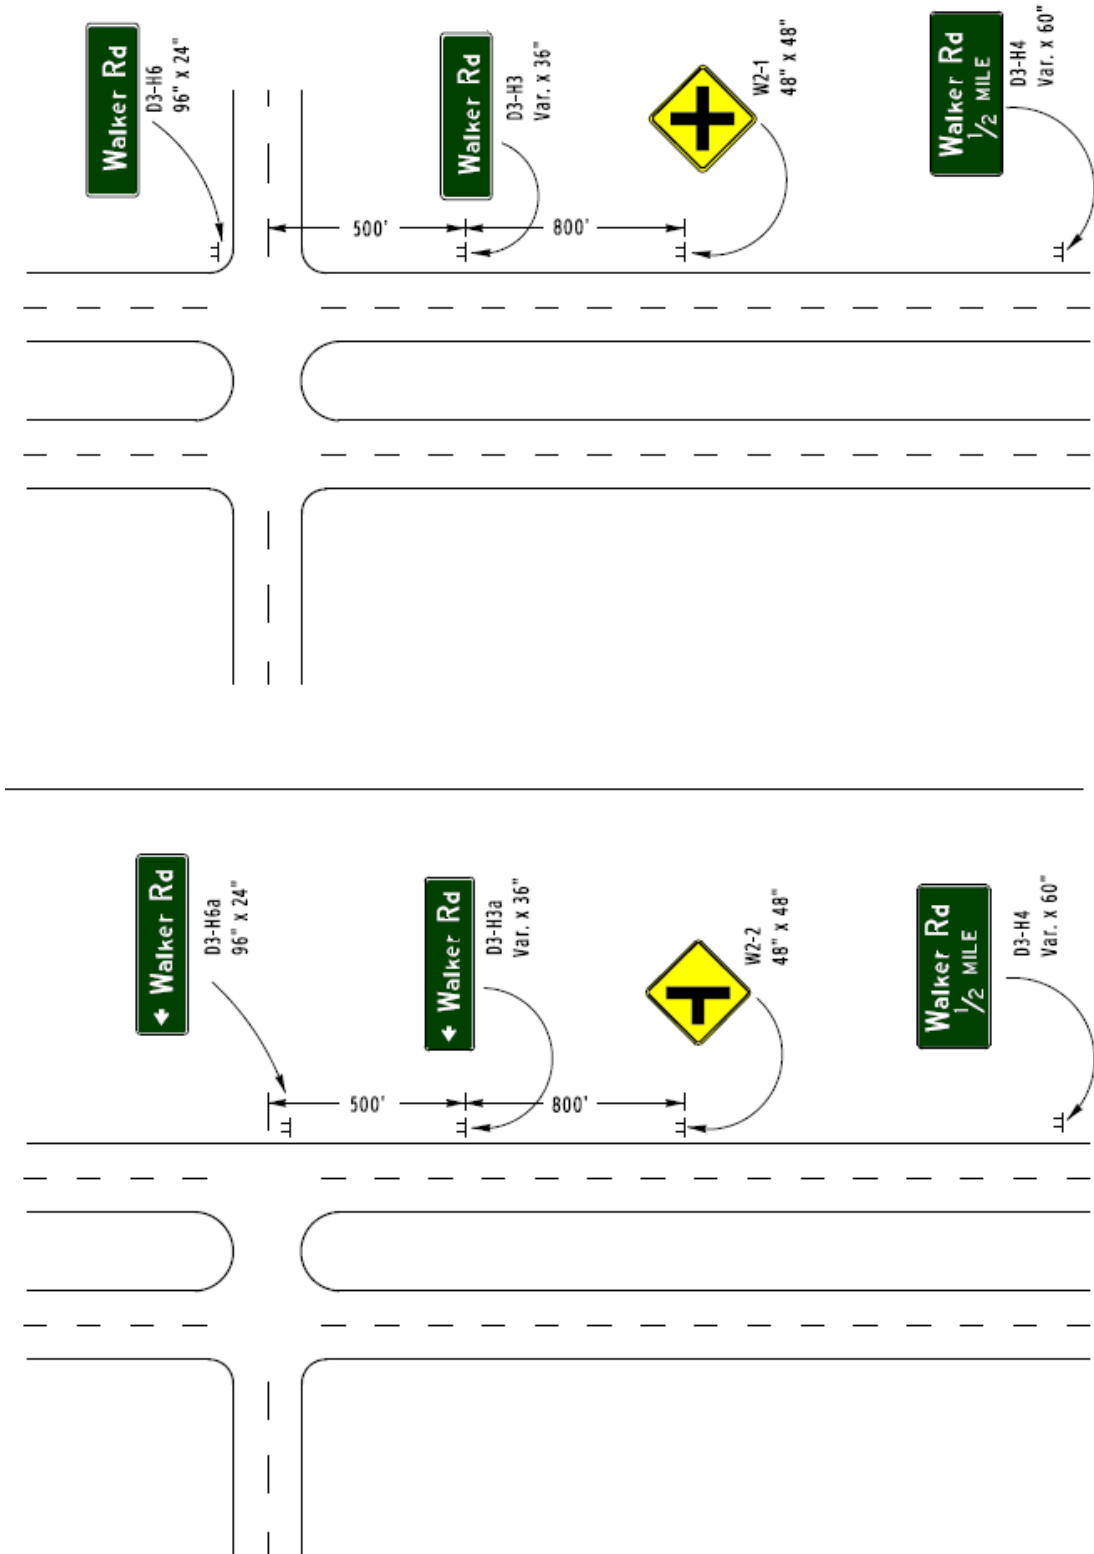 Walker Rd
D3-H6
96" x 24"
Walker Rd
D3-H3
Var. x 36"
W2-1
48" x 48"
Walker Rd
1/2 MILE
D3-H4
Var. x 60"
500'
800'
Walker Rd
D3-H6a
96" x 24"
Walker Rd
D3-H3a
Var. x 36"
W2-2
48" x 48"
Walker Rd
1/2 MILE
D3-H4
Var. x 60"
500'
800'